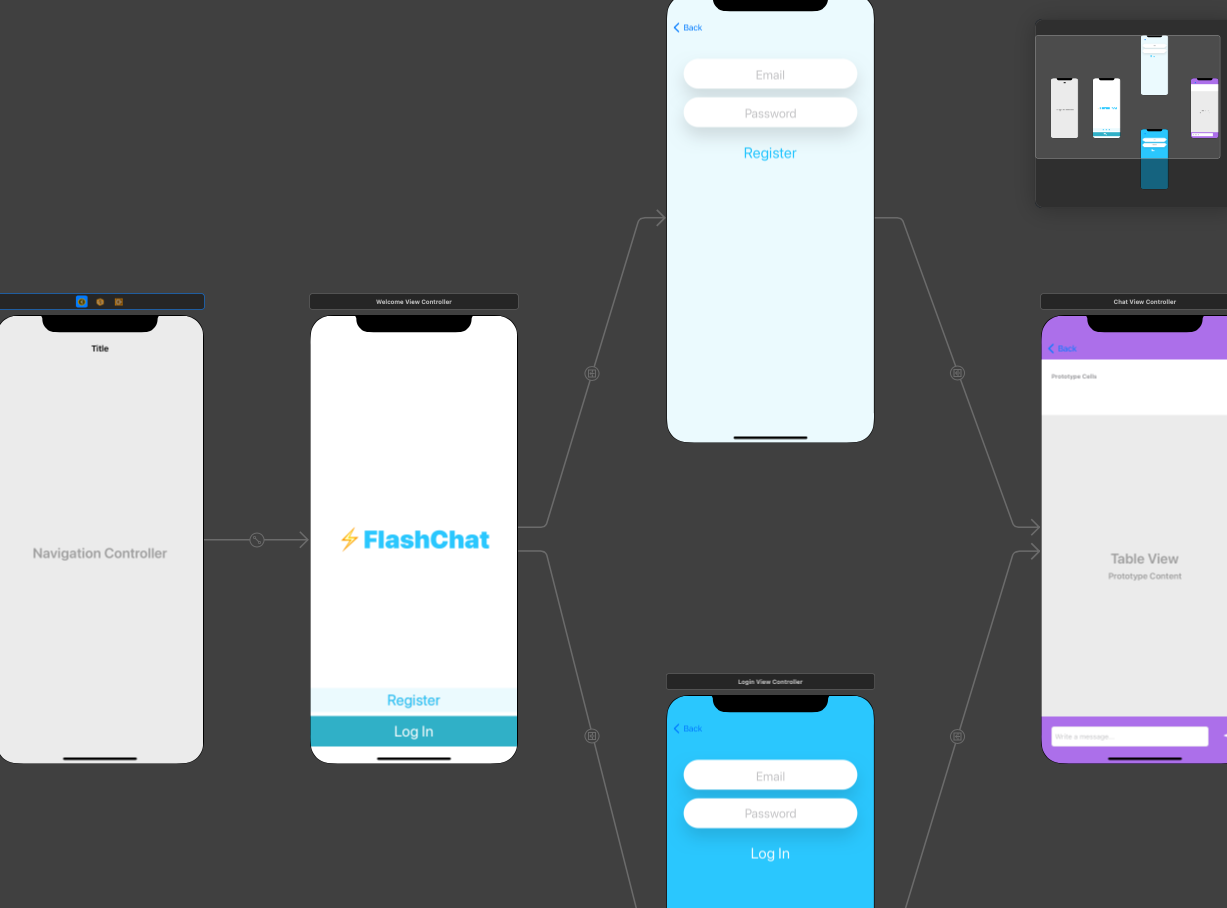 Back
Email
Password
Register
Welcome View Controller
Chat View Controller
Title
Back
Prototype Cells
⚡️FlashChat
Navigation Controller
Table View
Prototype Content
Login View Controller
Register
Log In
Back
Write a message...
Email
Password
Log In